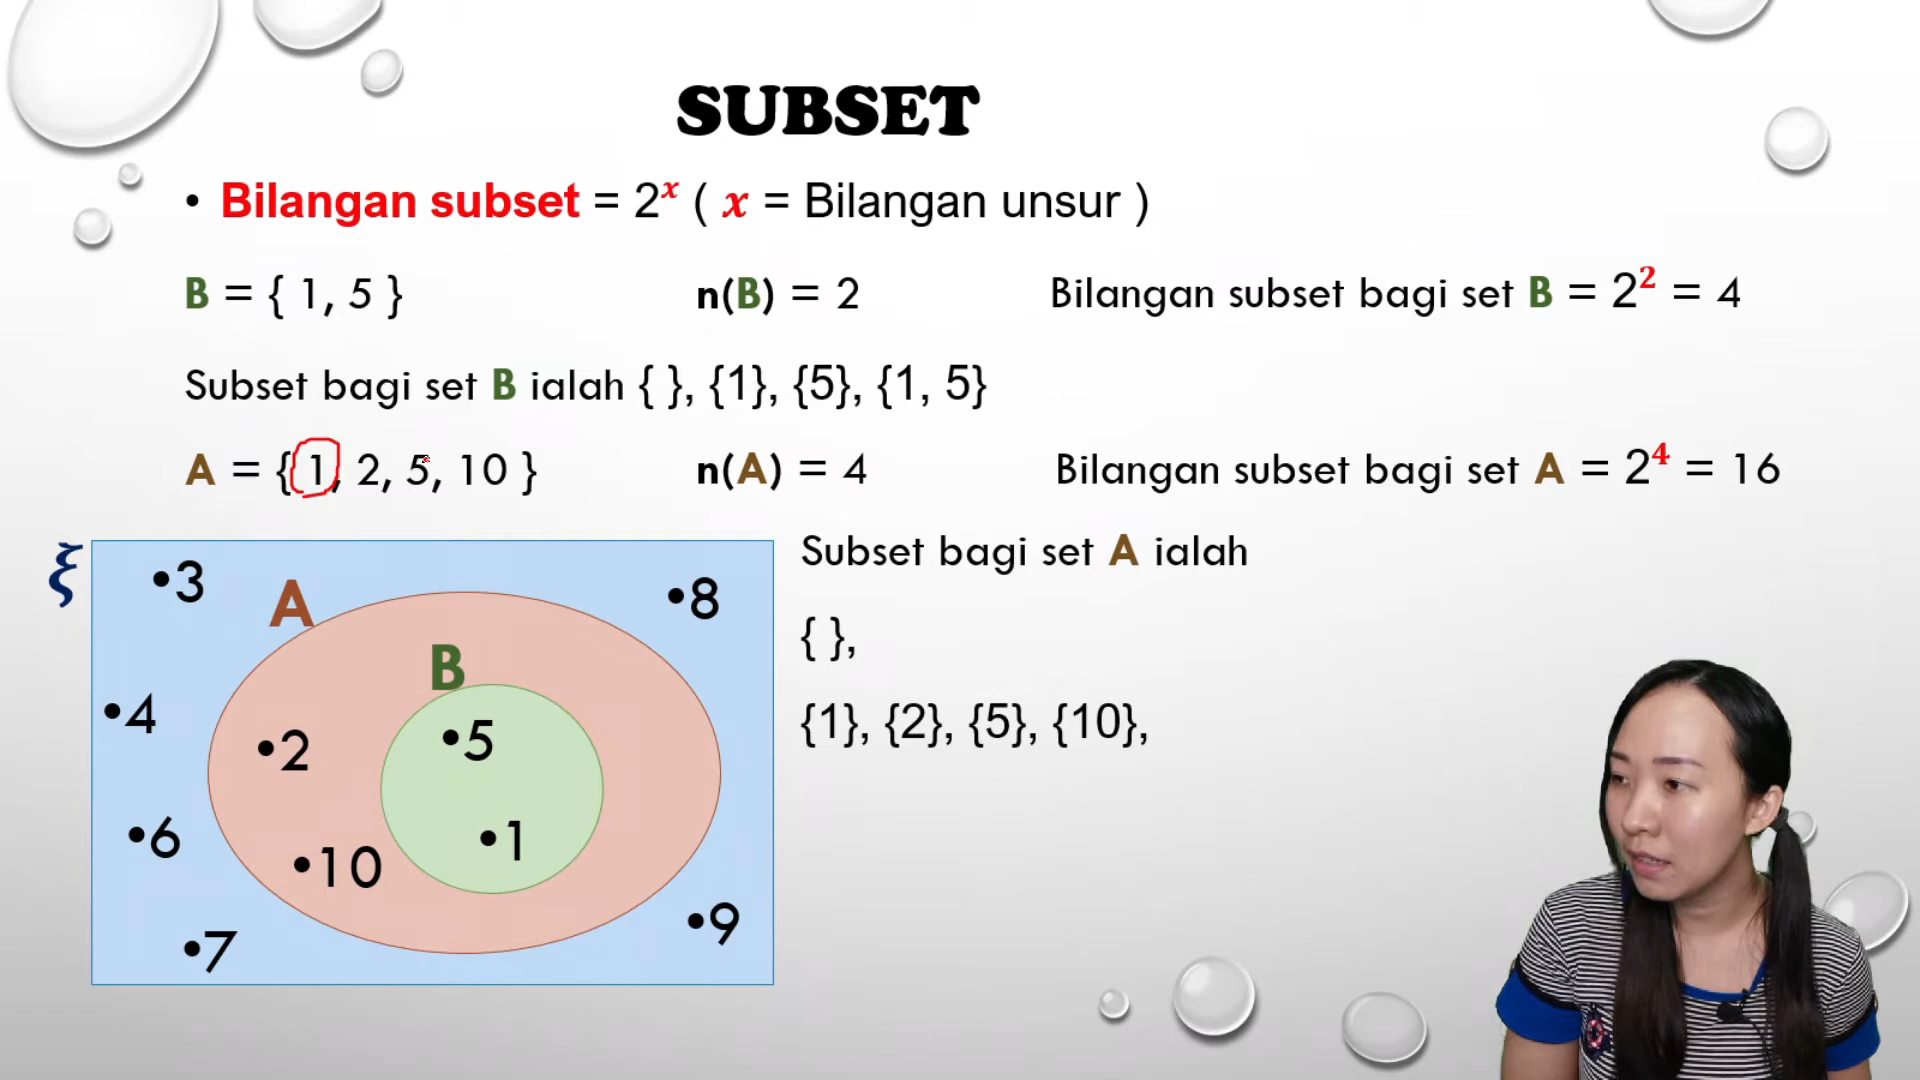 SUBSET
• Bilangan subset = 2ˣ ( x = Bilangan unsur )
B = { 1, 5 } n(B) = 2 Bilangan subset bagi set B = 2² = 4
Subset bagi set B ialah { }, {1}, {5}, {1, 5}
A = { 1, 2, 5, 10 } n(A) = 4 Bilangan subset bagi set A = 2⁴ = 16
Subset bagi set A ialah
{ },
{1}, {2}, {5}, {10},
ξ
•3
A
•8
B
•4
•5
•2
•6
•1
•10
•9
•7